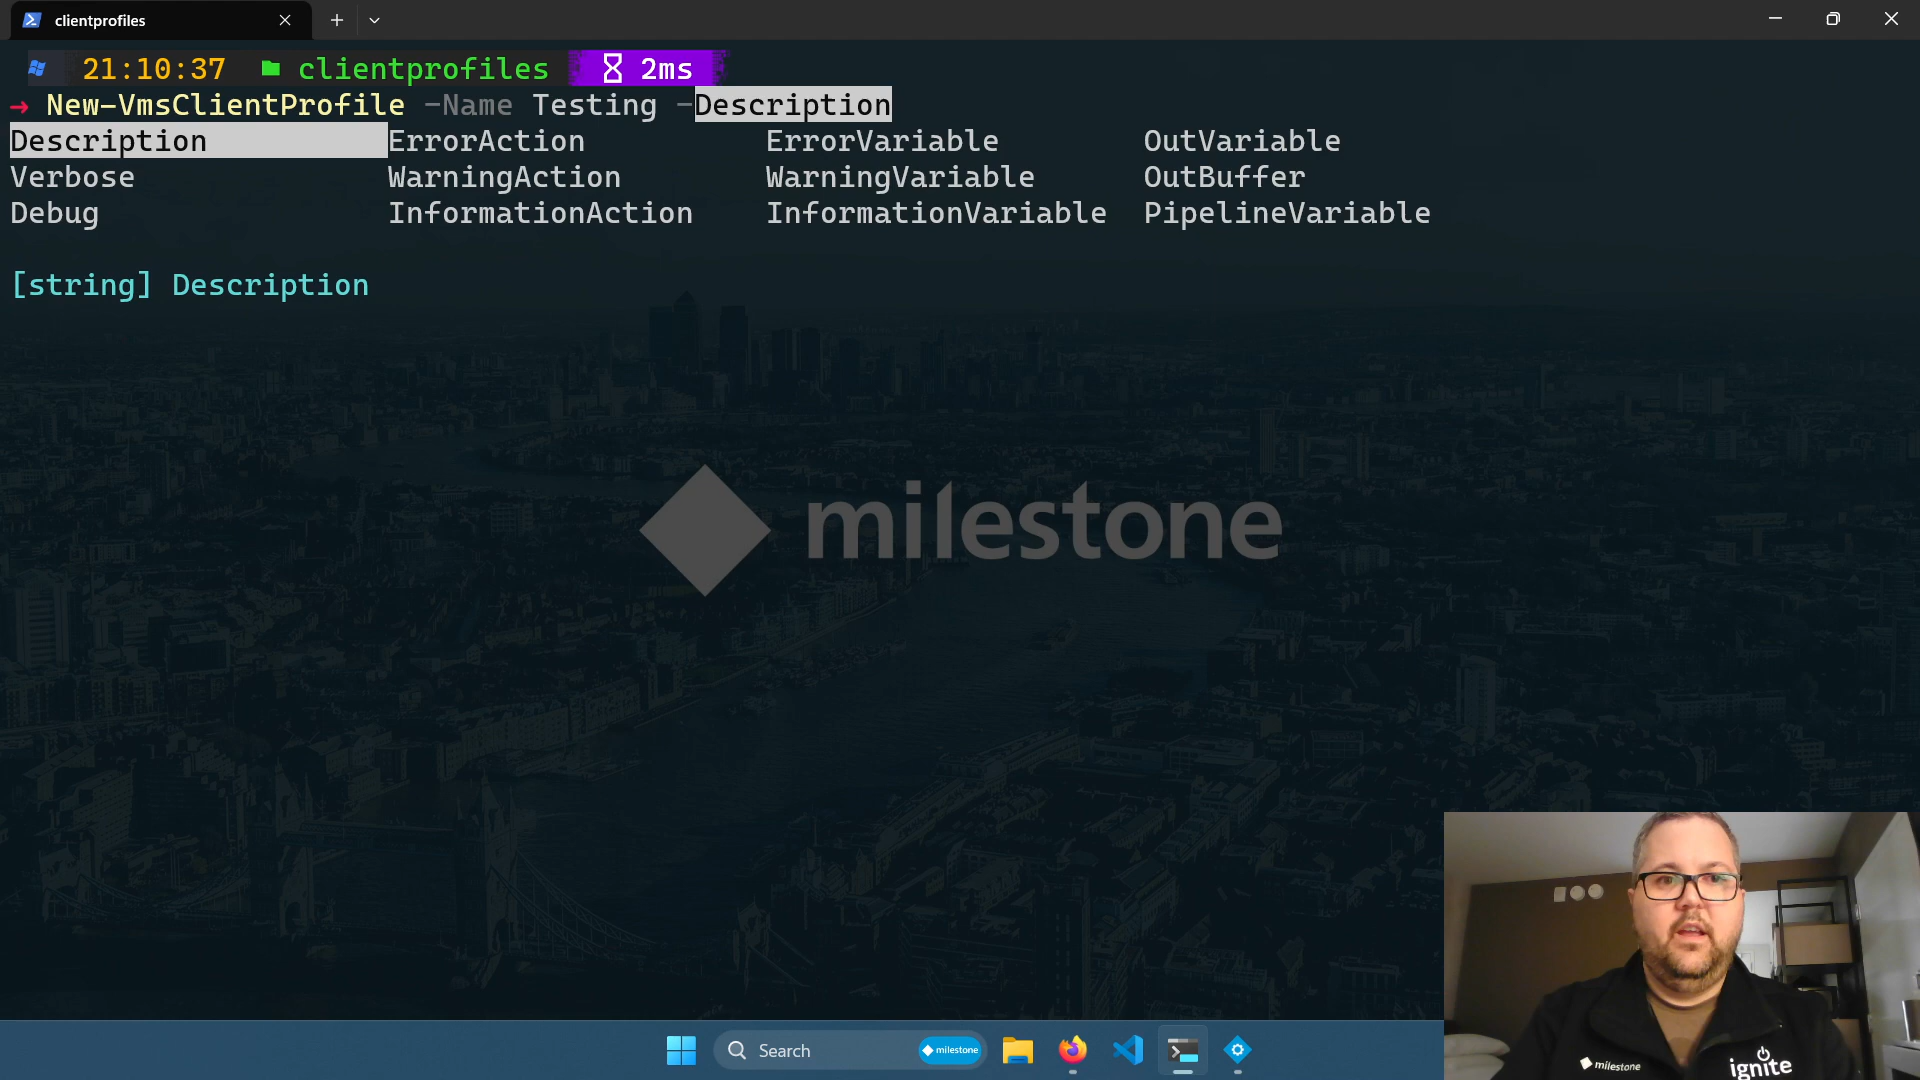 clientprofiles
21:10:37 clientprofiles 2ms
→ New-VmsClientProfile -Name Testing -Description
Description ErrorAction ErrorVariable OutVariable
Verbose WarningAction WarningVariable OutBuffer
Debug InformationAction InformationVariable PipelineVariable
[string] Description
milestone
Search milestone
milestone ignite